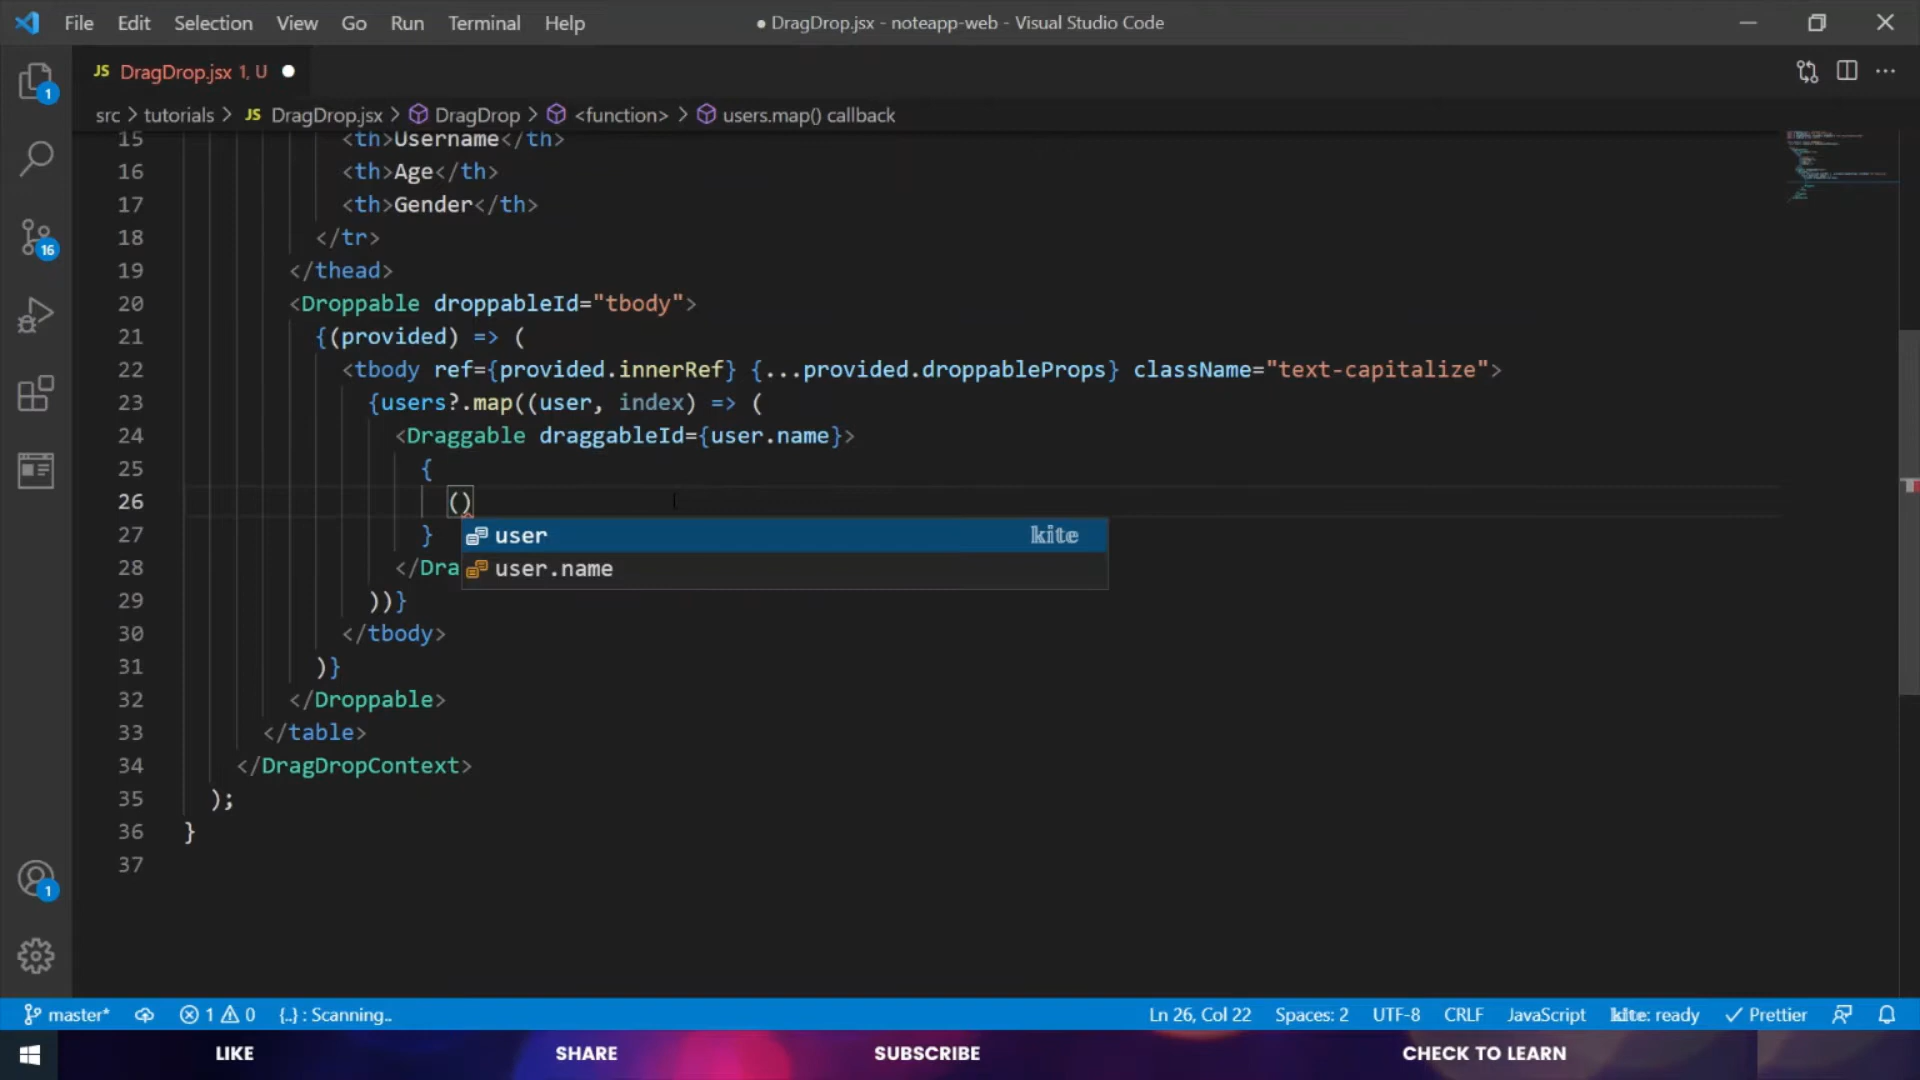 File Edit Selection View Go Run Terminal Help
● DragDrop.jsx - noteapp-web - Visual Studio Code
JS DragDrop.jsx 1, U ●
src > tutorials > JS DragDrop.jsx > DragDrop > <function> > users.map() callback
15 <th>Username</th>
16 <th>Age</th>
17 <th>Gender</th>
18 </tr>
19 </thead>
20 <Droppable droppableId="tbody">
21 {(provided) => (
22 <tbody ref={provided.innerRef} {...provided.droppableProps} className="text-capitalize">
23 {users?.map((user, index) => (
24 <Draggable draggableId={user.name}>
25 {
26 ()
user kite
27 }
user.name
28 </Dra
29 ))}
30 </tbody>
31 )}
32 </Droppable>
33 </table>
34 </DragDropContext>
35 );
36 }
37
1
16
1
master* 1 0 {..} : Scanning.. Ln 26, Col 22 Spaces: 2 UTF-8 CRLF JavaScript kite: ready Prettier
LIKE SHARE SUBSCRIBE CHECK TO LEARN